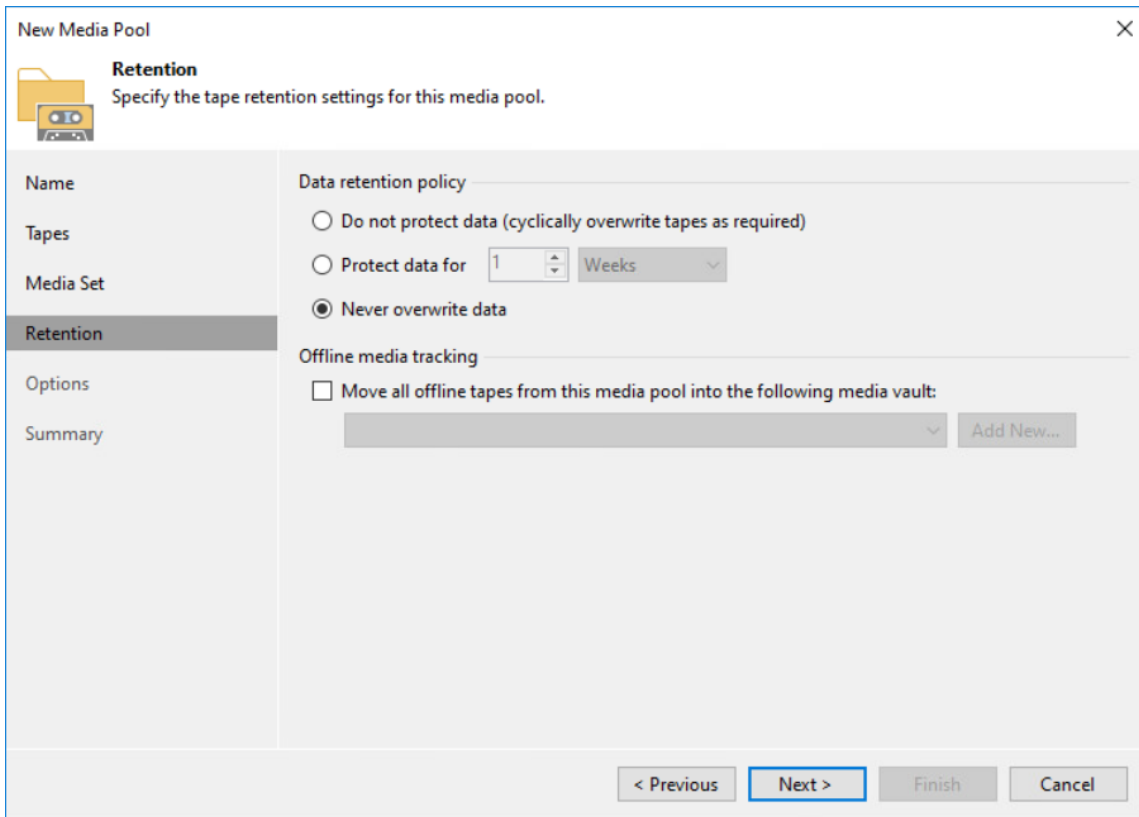 New Media Pool
Retention
Specify the tape retention settings for this media pool.
Name
Tapes
Media Set
Retention
Options
Summary
Data retention policy
Do not protect data (cyclically overwrite tapes as required)
Protect data for 1 Weeks
Never overwrite data
Offline media tracking
Move all offline tapes from this media pool into the following media vault:
Add New...
< Previous Next > Finish Cancel